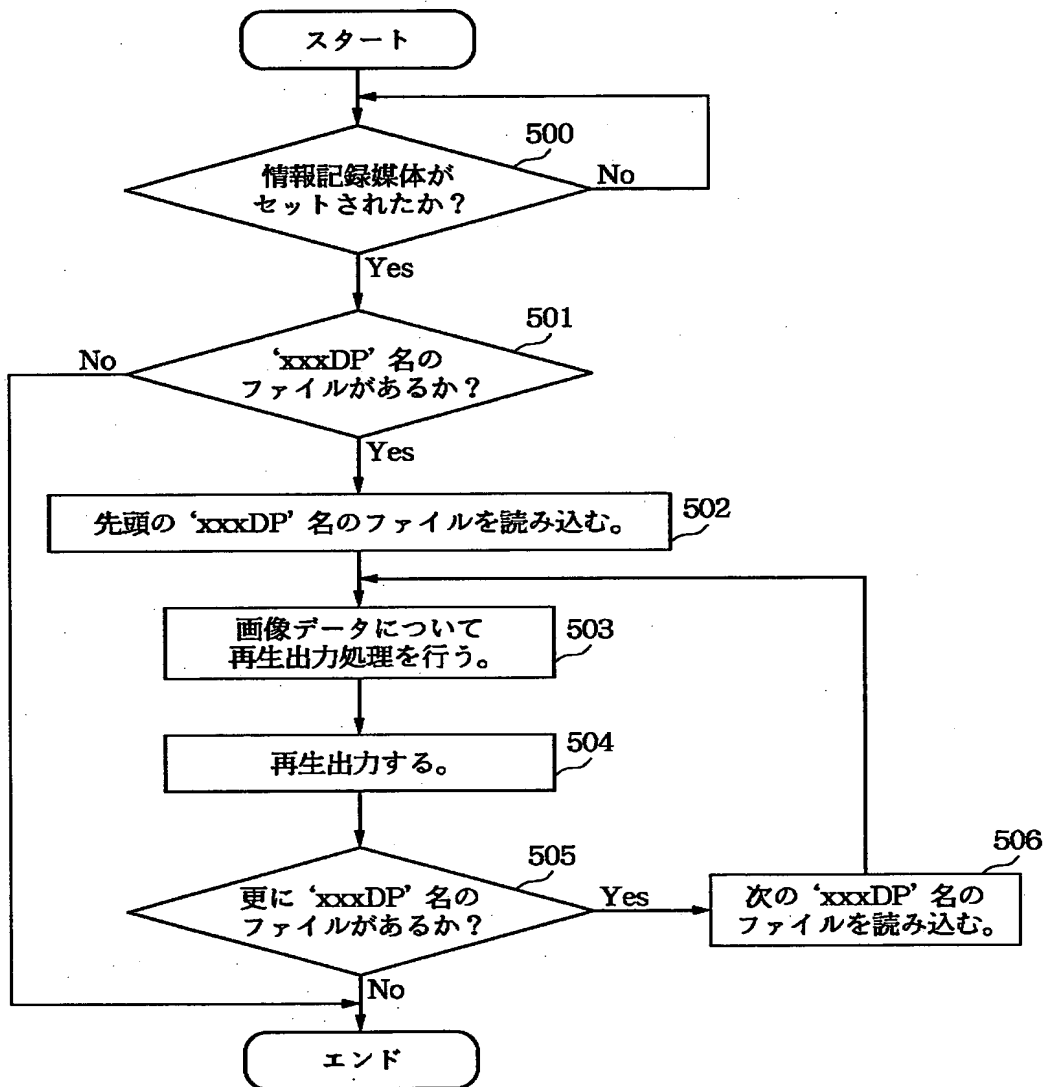 スタート
500
情報記録媒体が
セットされたか?
No
Yes
501
‘xxxDP’ 名の
ファイルがあるか?
No
Yes
先頭の ‘xxxDP’ 名のファイルを読み込む。
502
画像データについて
再生出力処理を行う。
503
再生出力する。
504
505
更に ‘xxxDP’ 名の
ファイルがあるか?
Yes
506
次の ‘xxxDP’ 名の
ファイルを読み込む。
No
エンド